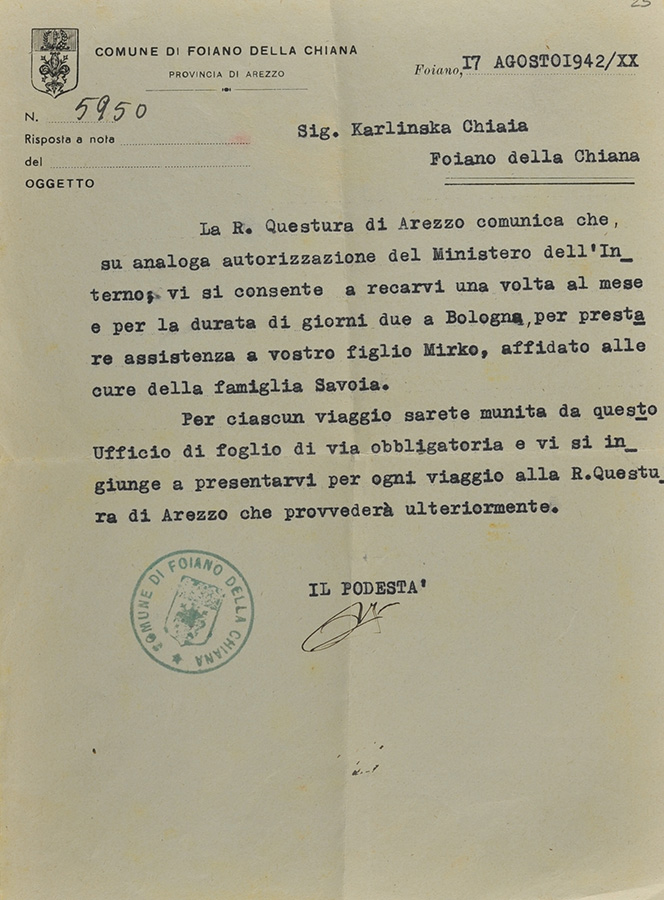 25
COMUNE DI FOIANO DELLA CHIANA
PROVINCIA DI AREZZO
Foiano, 17 AGOSTO1942/XX
N. 5950
Risposta a nota
del
OGGETTO
Sig. Karlinska Chiaia
Foiano della Chiana
La R. Questura di Arezzo comunica che,
su analoga autorizzazione del Ministero dell'In_
terno, vi si consente a recarvi una volta al mese
e per la durata di giorni due a Bologna, per presta
re assistenza a vostro figlio Mirko, affidato alle
cure della famiglia Savoia.
Per ciascun viaggio sarete munita da questo
Ufficio di foglio di via obbligatoria e vi si in_
giunge a presentarvi per ogni viaggio alla R.Questu_
ra di Arezzo che provvederà ulteriormente.
IL PODESTA'
COMUNE DI FOIANO DELLA CHIANA